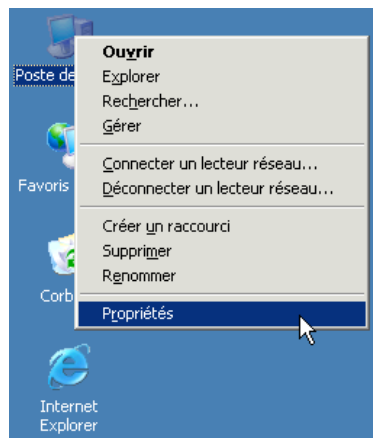 Ouvrir
Poste de
Explorer
Rechercher...
Gérer
Connecter un lecteur réseau...
Favoris
Déconnecter un lecteur réseau...
Créer un raccourci
Supprimer
Renommer
Corb
Propriétés
Internet
Explorer